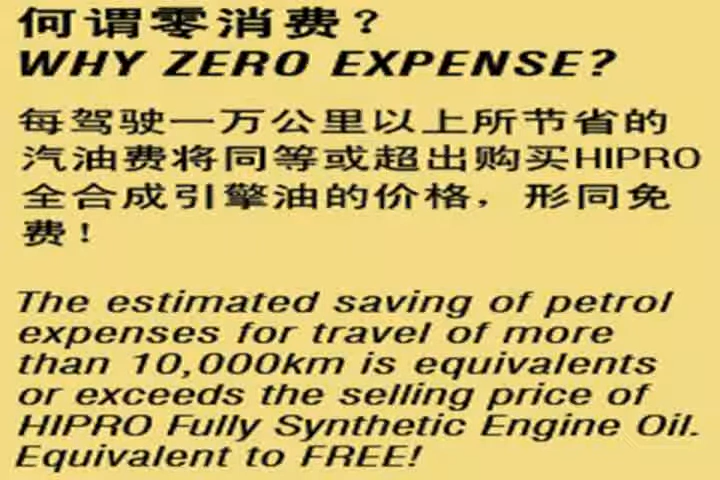 何谓零消费？
WHY ZERO EXPENSE?
每驾驶一万公里以上所节省的
汽油费将同等或超出购买HIPRO
全合成引擎油的价格，形同免
费！
The estimated saving of petrol
expenses for travel of more
than 10,000km is equivalents
or exceeds the selling price of
HIPRO Fully Synthetic Engine Oil.
Equivalent to FREE!